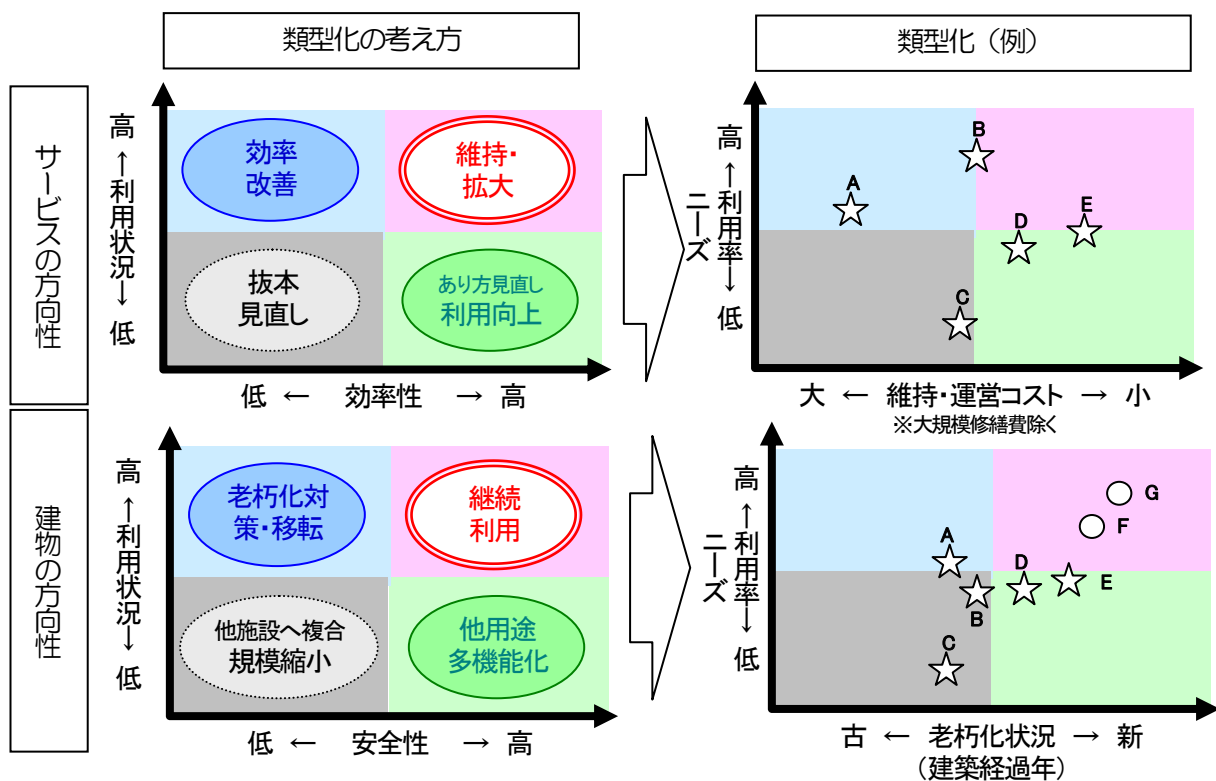 類型化の考え方
類型化（例）
サービスの方向性
高 ←利用状況→ 低
効率
改善
維持・
拡大
抜本
見直し
あり方見直し
利用向上
低 ← 効率性 → 高
高 ←利用率→ 低
ニーズ
A
B
C
D
E
大 ← 維持・運営コスト → 小
※大規模修繕費除く
建物の方向性
高 ←利用状況→ 低
老朽化対
策・移転
継続
利用
他施設へ複合
規模縮小
他用途
多機能化
低 ← 安全性 → 高
高 ←利用率→ 低
ニーズ
A
B
C
D
E
F
G
古 ← 老朽化状況 → 新
（建築経過年）